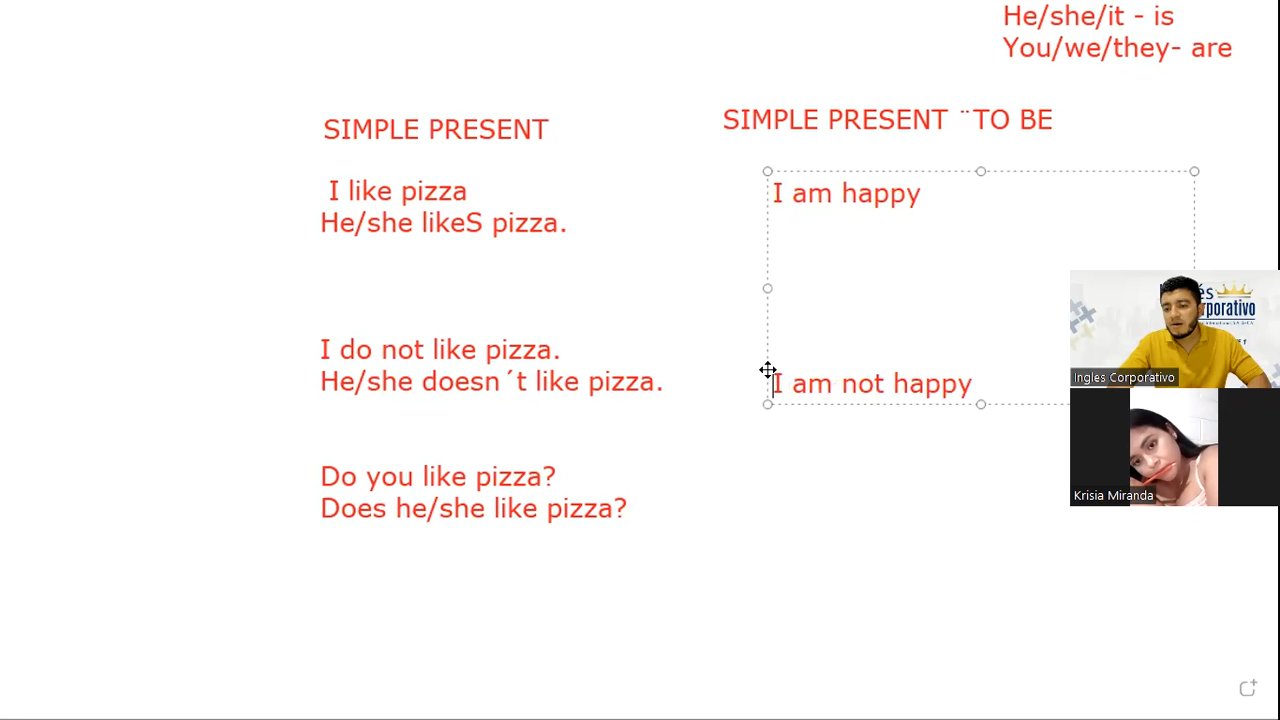 He/she/it - is
You/we/they- are
SIMPLE PRESENT
SIMPLE PRESENT ¨TO BE
I like pizza
He/she likeS pizza.
I am happy
I do not like pizza.
He/she doesn´t like pizza.
I am not happy
Do you like pizza?
Does he/she like pizza?
Ingles Corporativo
Krisia Miranda